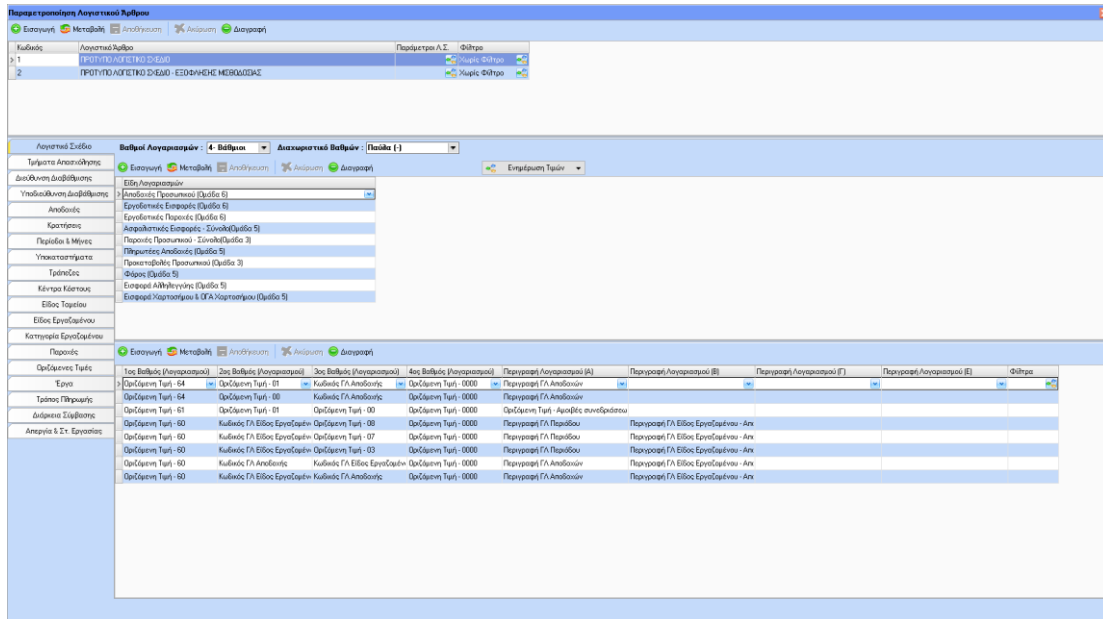 Παραμετροποίηση Λογιστικού Άρθρου
Εισαγωγή Μεταβολή Αποθήκευση Ακύρωση Διαγραφή
Κωδικός Λογιστικό Άρθρο Παράμετροι Λ.Σ. Φίλτρα
1 ΠΡΟΤΥΠΟ ΛΟΓΙΣΤΙΚΟ ΣΧΕΔΙΟ Χωρίς Φίλτρο
2 ΠΡΟΤΥΠΟ ΛΟΓΙΣΤΙΚΟ ΣΧΕΔΙΟ - ΕΞΟΦΛΗΣΗΣ ΜΙΣΘΟΔΟΣΙΑΣ Χωρίς Φίλτρο
Λογιστικό Σχέδιο
Τμήματα Απασχόλησης
Διεύθυνση Διαβάθμισης
Υποδιεύθυνση Διαβάθμισης
Αποδοχές
Κρατήσεις
Περίοδοι & Μήνες
Υποκαταστήματα
Τράπεζες
Κέντρα Κόστους
Είδος Ταμείου
Είδος Εργαζομένου
Κατηγορία Εργαζομένου
Παροχές
Οριζόμενες Τιμές
Έργα
Τρόπος Πληρωμής
Διάρκεια Σύμβασης
Απεργία & Στ. Εργασίας
Βαθμοί Λογαριασμών : 4- Βάθμιοι Διαχωριστικό Βαθμών : Παύλα (-)
Εισαγωγή Μεταβολή Αποθήκευση Ακύρωση Διαγραφή Ενημέρωση Τιμών
Είδη Λογαριασμών
Αποδοχές Προσωπικού (Ομάδα 6)
Εργοδοτικές Εισφορές (Ομάδα 6)
Εργοδοτικές Παροχές (Ομάδα 6)
Ασφαλιστικές Εισφορές - Σύνολο(Ομάδα 5)
Παροχές Προσωπικού - Σύνολο(Ομάδα 3)
Πληρωτέες Αποδοχές (Ομάδα 5)
Προκαταβολές Προσωπικού (Ομάδα 3)
Φόρος (Ομάδα 5)
Εισφορά Αλληλεγγύης (Ομάδα 5)
Εισφορά Χαρτοσήμου & ΟΓΑ Χαρτοσήμου (Ομάδα 5)
Εισαγωγή Μεταβολή Αποθήκευση Ακύρωση Διαγραφή
1ος Βαθμός (Λογαριασμού) 2ος Βαθμός (Λογαριασμού) 3ος Βαθμός (Λογαριασμού) 4ος Βαθμός (Λογαριασμού) Περιγραφή Λογαριασμού (Α) Περιγραφή Λογαριασμού (Β) Περιγραφή Λογαριασμού (Γ) Περιγραφή Λογαριασμού (Ε) Φίλτρα
Οριζόμενη Τιμή - 64 Οριζόμενη Τιμή - 01 Κωδικός ΓΛ Αποδοχής Οριζόμενη Τιμή - 0000 Περιγραφή ΓΛ Αποδοχών
Οριζόμενη Τιμή - 64 Οριζόμενη Τιμή - 00 Κωδικός ΓΛ Αποδοχής Οριζόμενη Τιμή - 0000 Περιγραφή ΓΛ Αποδοχών
Οριζόμενη Τιμή - 61 Οριζόμενη Τιμή - 01 Οριζόμενη Τιμή - 00 Οριζόμενη Τιμή - 0000 Οριζόμενη Τιμή - Αμοιβές συνεδριάσεω
Οριζόμενη Τιμή - 60 Κωδικός ΓΛ Είδος Εργαζομένο Οριζόμενη Τιμή - 08 Οριζόμενη Τιμή - 0000 Περιγραφή ΓΛ Περιόδου Περιγραφή ΓΛ Είδος Εργαζομένου - Απο
Οριζόμενη Τιμή - 60 Κωδικός ΓΛ Είδος Εργαζομένο Οριζόμενη Τιμή - 07 Οριζόμενη Τιμή - 0000 Περιγραφή ΓΛ Περιόδου Περιγραφή ΓΛ Είδος Εργαζομένου - Απο
Οριζόμενη Τιμή - 60 Κωδικός ΓΛ Είδος Εργαζομένο Οριζόμενη Τιμή - 03 Οριζόμενη Τιμή - 0000 Περιγραφή ΓΛ Περιόδου Περιγραφή ΓΛ Είδος Εργαζομένου - Απο
Οριζόμενη Τιμή - 60 Κωδικός ΓΛ Αποδοχής Κωδικός ΓΛ Είδος Εργαζομένο Οριζόμενη Τιμή - 0000 Περιγραφή ΓΛ Αποδοχών Περιγραφή ΓΛ Είδος Εργαζομένου - Απο
Οριζόμενη Τιμή - 60 Κωδικός ΓΛ Είδος Εργαζομένο Κωδικός ΓΛ Αποδοχής Οριζόμενη Τιμή - 0000 Περιγραφή ΓΛ Αποδοχών Περιγραφή ΓΛ Είδος Εργαζομένου - Απο